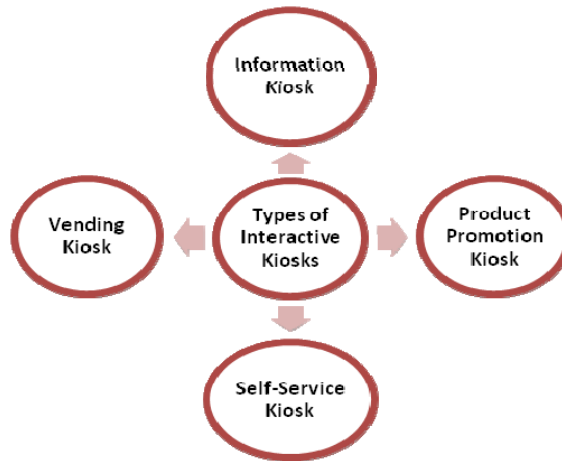 Information
Kiosk
Vending
Kiosk
Types of
Interactive
Kiosks
Product
Promotion
Kiosk
Self-Service
Kiosk